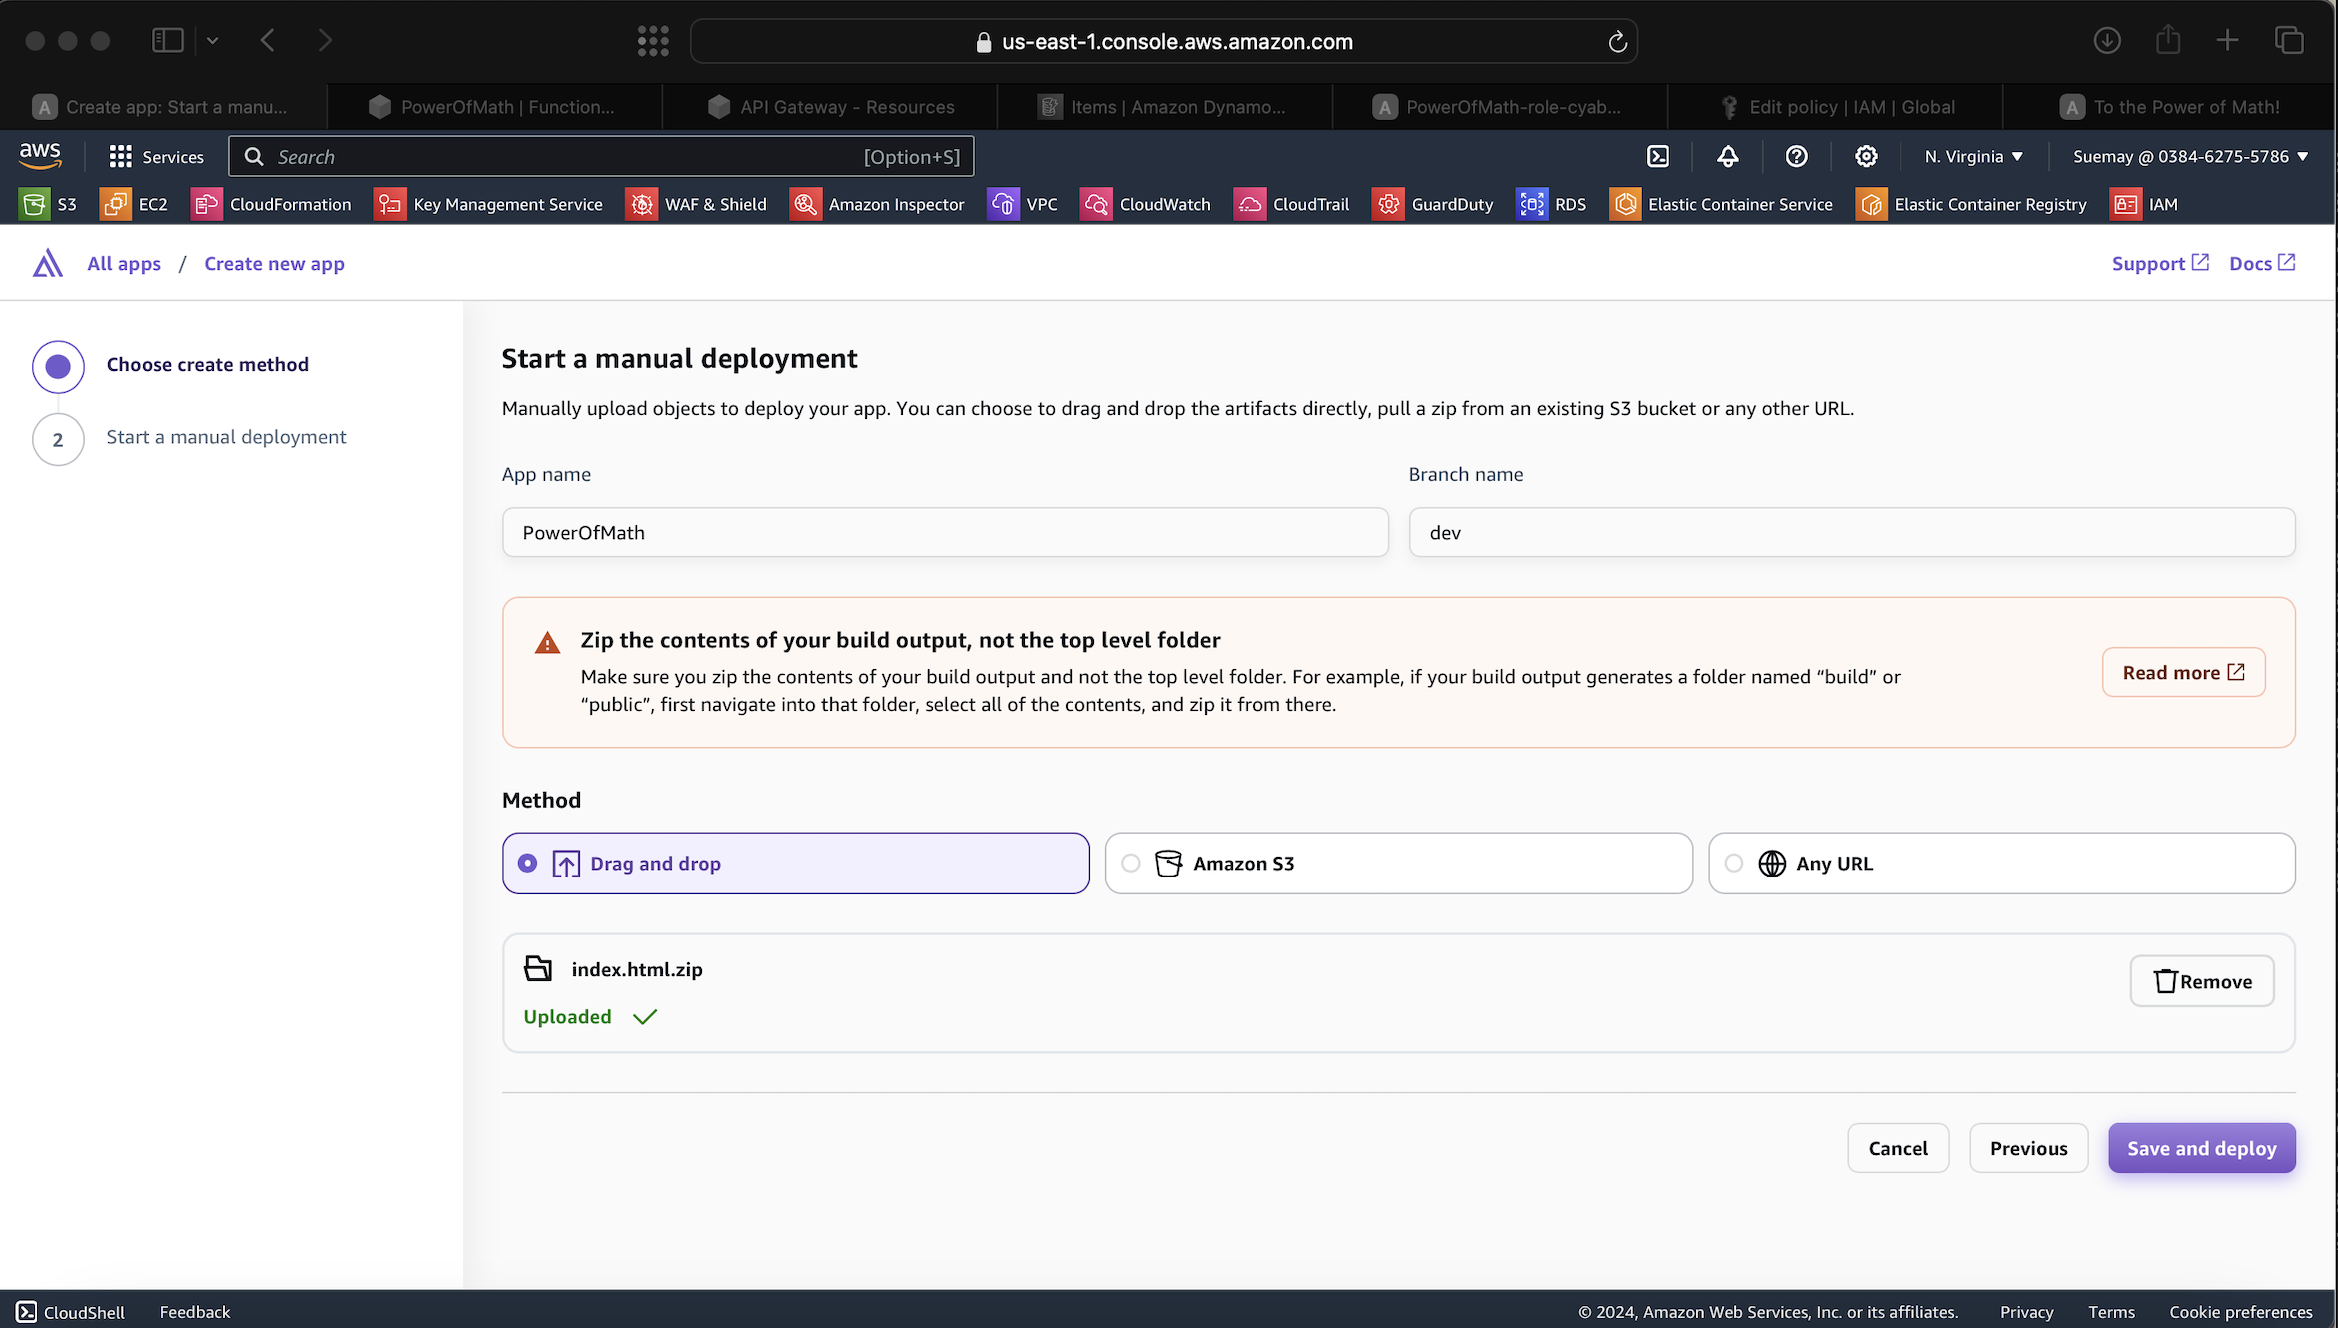 us-east-1.console.aws.amazon.com
A Create app: Start a manu...
PowerOfMath | Function...
API Gateway - Resources
Items | Amazon Dynamo...
A PowerOfMath-role-cyab...
Edit policy | IAM | Global
A To the Power of Math!
aws
Services
Search
[Option+S]
N. Virginia
Suemay @ 0384-6275-5786
S3
EC2
CloudFormation
Key Management Service
WAF & Shield
Amazon Inspector
VPC
CloudWatch
CloudTrail
GuardDuty
RDS
Elastic Container Service
Elastic Container Registry
IAM
All apps / Create new app
Support
Docs
Choose create method
2 Start a manual deployment
Start a manual deployment
Manually upload objects to deploy your app. You can choose to drag and drop the artifacts directly, pull a zip from an existing S3 bucket or any other URL.
App name
Branch name
PowerOfMath
dev
Zip the contents of your build output, not the top level folder
Make sure you zip the contents of your build output and not the top level folder. For example, if your build output generates a folder named “build” or
“public”, first navigate into that folder, select all of the contents, and zip it from there.
Read more
Method
Drag and drop
Amazon S3
Any URL
index.html.zip
Uploaded
Remove
Cancel
Previous
Save and deploy
CloudShell
Feedback
© 2024, Amazon Web Services, Inc. or its affiliates.
Privacy
Terms
Cookie preferences